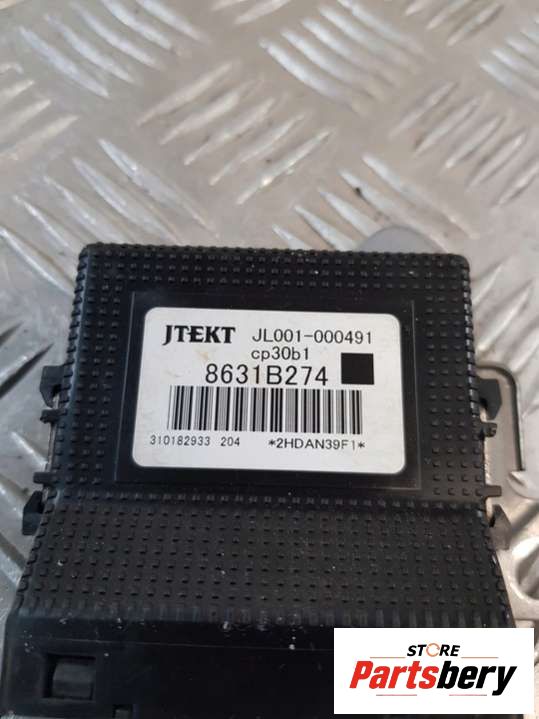 JTEKT JL001-000491
cp30b1
8631B274
310182933 204 *2HDAN39F1*
STORE
Partsbery